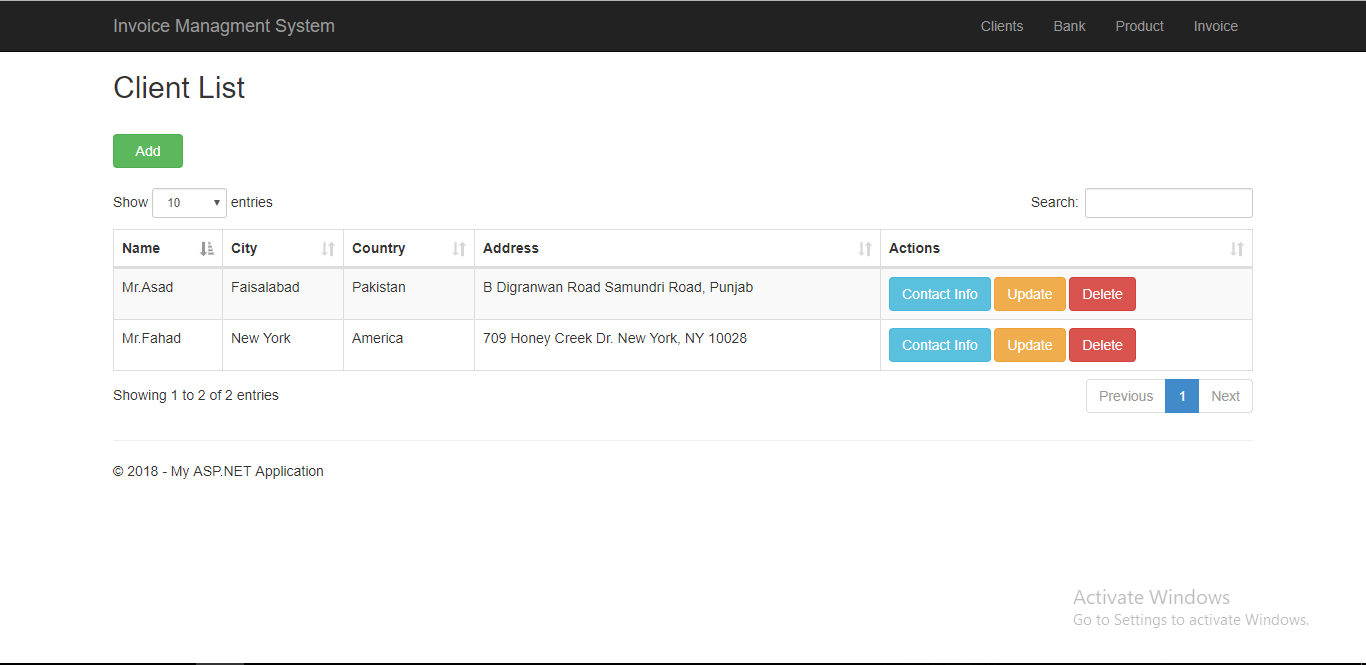 Invoice Managment System Clients Bank Product Invoice
Client List
Add
Show 10 entries Search:
Name City Country Address Actions
Mr.Asad Faisalabad Pakistan B Digranwan Road Samundri Road, Punjab Contact Info Update Delete
Mr.Fahad New York America 709 Honey Creek Dr. New York, NY 10028 Contact Info Update Delete
Showing 1 to 2 of 2 entries Previous 1 Next
© 2018 - My ASP.NET Application
Activate Windows
Go to Settings to activate Windows.